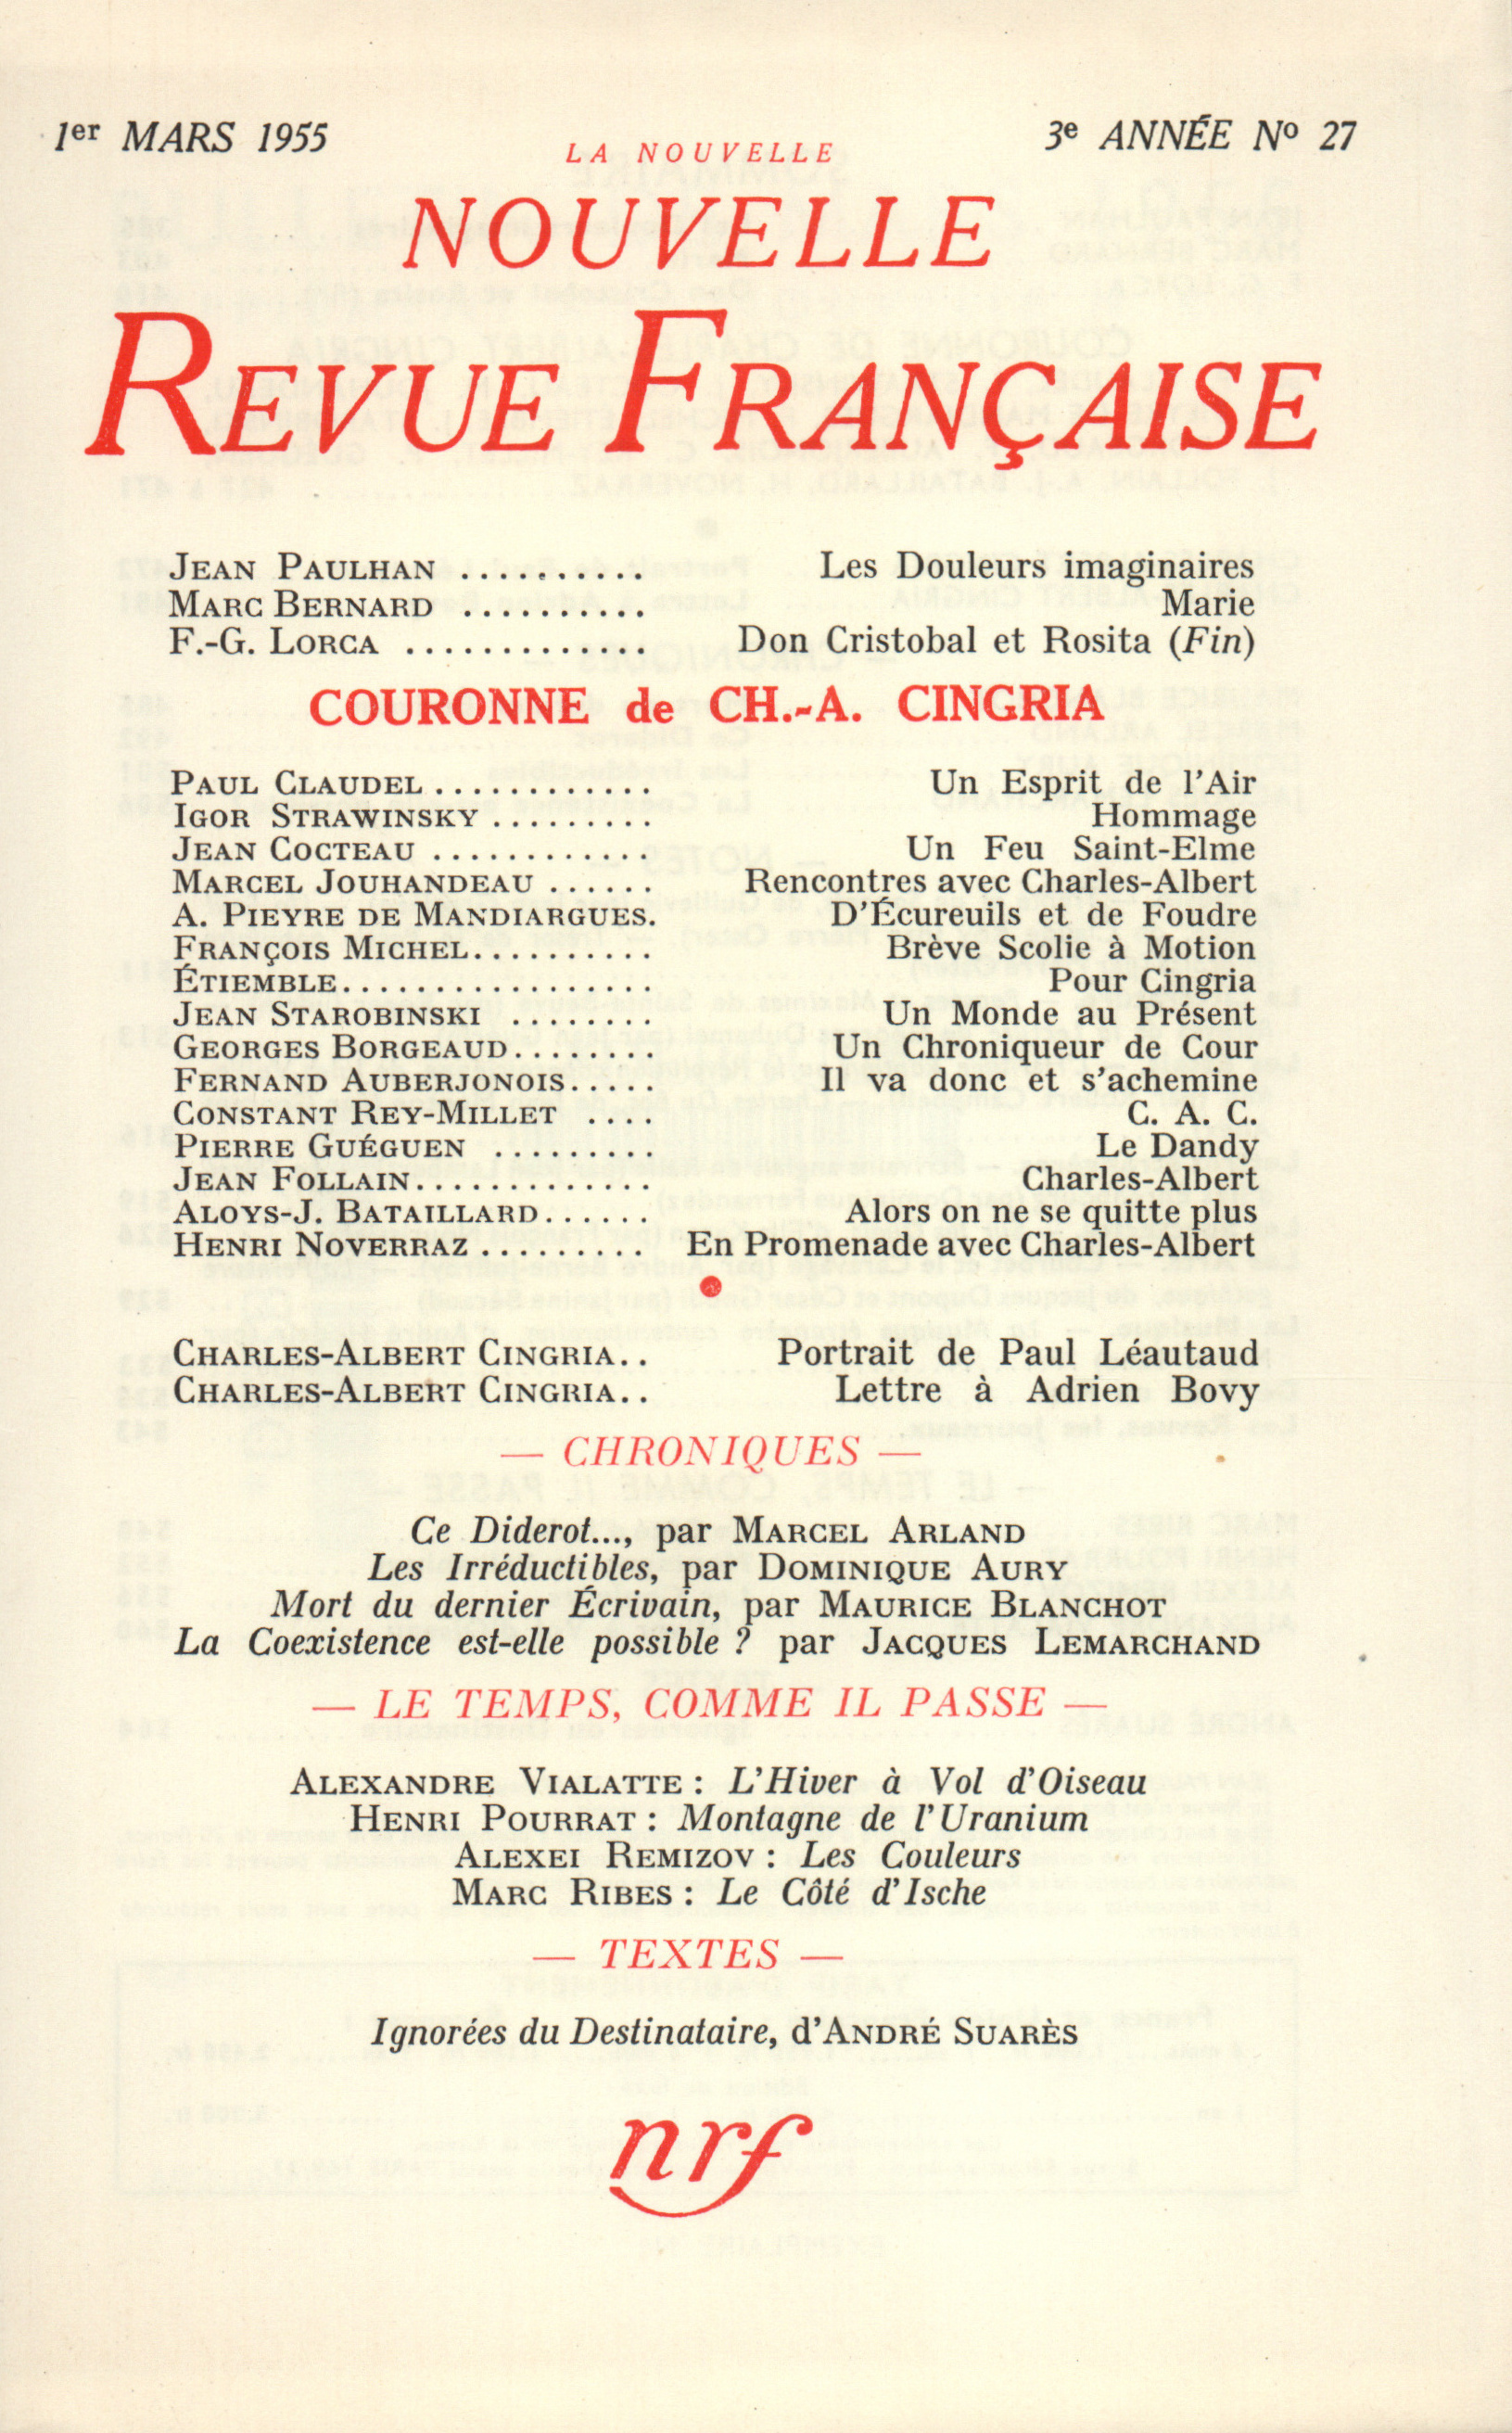 1er MARS 1955
3e ANNÉE No 27
LA NOUVELLE
NOUVELLE
REVUE FRANÇAISE
JEAN PAULHAN .......... Les Douleurs imaginaires
MARC BERNARD .......... Marie
F.-G. LORCA ............. Don Cristobal et Rosita (Fin)
COURONNE de CH.-A. CINGRIA
PAUL CLAUDEL............ Un Esprit de l'Air
IGOR STRAWINSKY ......... Hommage
JEAN COCTEAU ............ Un Feu Saint-Elme
MARCEL JOUHANDEAU ...... Rencontres avec Charles-Albert
A. PIEYRE DE MANDIARGUES. D'Écureuils et de Foudre
FRANÇOIS MICHEL.......... Brève Scolie à Motion
ÉTIEMBLE................. Pour Cingria
JEAN STAROBINSKI ........ Un Monde au Présent
GEORGES BORGEAUD........ Un Chroniqueur de Cour
FERNAND AUBERJONOIS..... Il va donc et s'achemine
CONSTANT REY-MILLET .... C. A. C.
PIERRE GUÉGUEN ......... Le Dandy
JEAN FOLLAIN............. Charles-Albert
ALOYS-J. BATAILLARD...... Alors on ne se quitte plus
HENRI NOVERRAZ ......... En Promenade avec Charles-Albert
CHARLES-ALBERT CINGRIA.. Portrait de Paul Léautaud
CHARLES-ALBERT CINGRIA.. Lettre à Adrien Bovy
— CHRONIQUES —
Ce Diderot..., par MARCEL ARLAND
Les Irréductibles, par DOMINIQUE AURY
Mort du dernier Écrivain, par MAURICE BLANCHOT
La Coexistence est-elle possible ? par JACQUES LEMARCHAND
— LE TEMPS, COMME IL PASSE —
ALEXANDRE VIALATTE : L'Hiver à Vol d'Oiseau
HENRI POURRAT : Montagne de l'Uranium
ALEXEI REMIZOV : Les Couleurs
MARC RIBES : Le Côté d'Ische
— TEXTES —
Ignorées du Destinataire, d'ANDRÉ SUARÈS
nrf